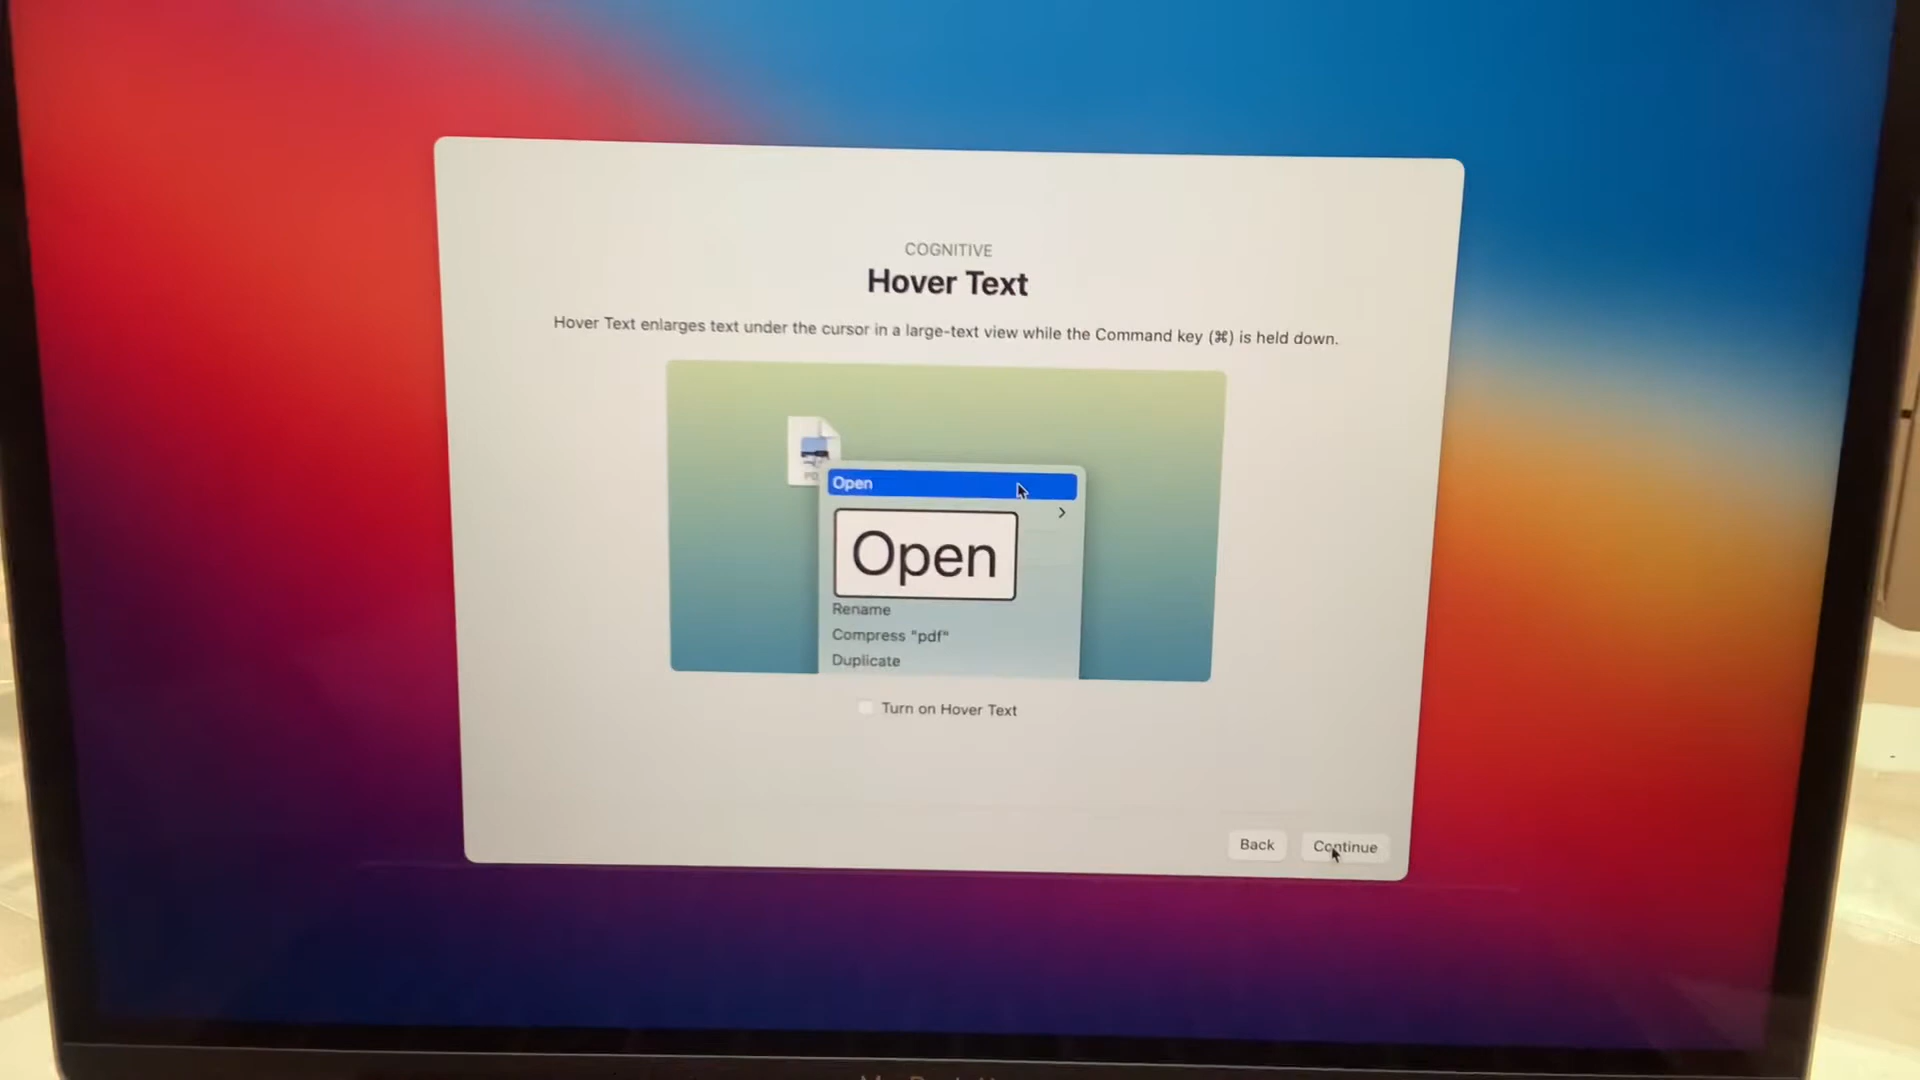 COGNITIVE
Hover Text
Hover Text enlarges text under the cursor in a large-text view while the Command key (⌘) is held down.
Open
Open
Rename
Compress "pdf"
Duplicate
Turn on Hover Text
Back
Continue